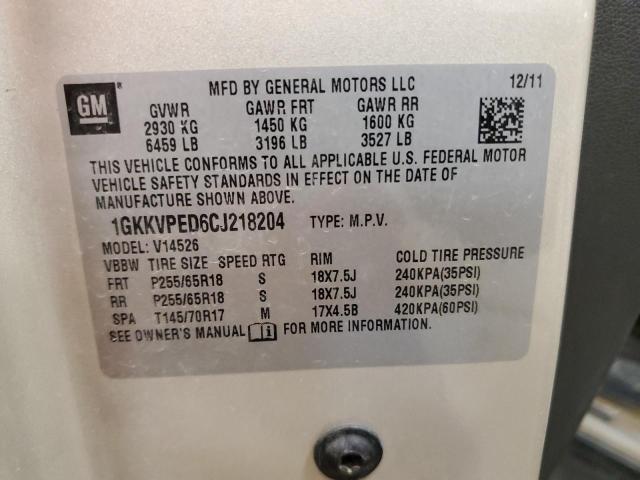 GM ® MFD BY GENERAL MOTORS LLC 12/11
GVWR GAWR FRT GAWR RR
2930 KG 1450 KG 1600 KG
6459 LB 3196 LB 3527 LB
THIS VEHICLE CONFORMS TO ALL APPLICABLE U.S. FEDERAL MOTOR
VEHICLE SAFETY STANDARDS IN EFFECT ON THE DATE OF
MANUFACTURE SHOWN ABOVE.
1GKKVPED6CJ218204 TYPE: M.P.V.
MODEL: V14526
VBBW TIRE SIZE SPEED RTG RIM COLD TIRE PRESSURE
FRT P255/65R18 S 18X7.5J 240KPA(35PSI)
RR P255/65R18 S 18X7.5J 240KPA(35PSI)
SPA T145/70R17 M 17X4.5B 420KPA(60PSI)
SEE OWNER'S MANUAL FOR MORE INFORMATION.